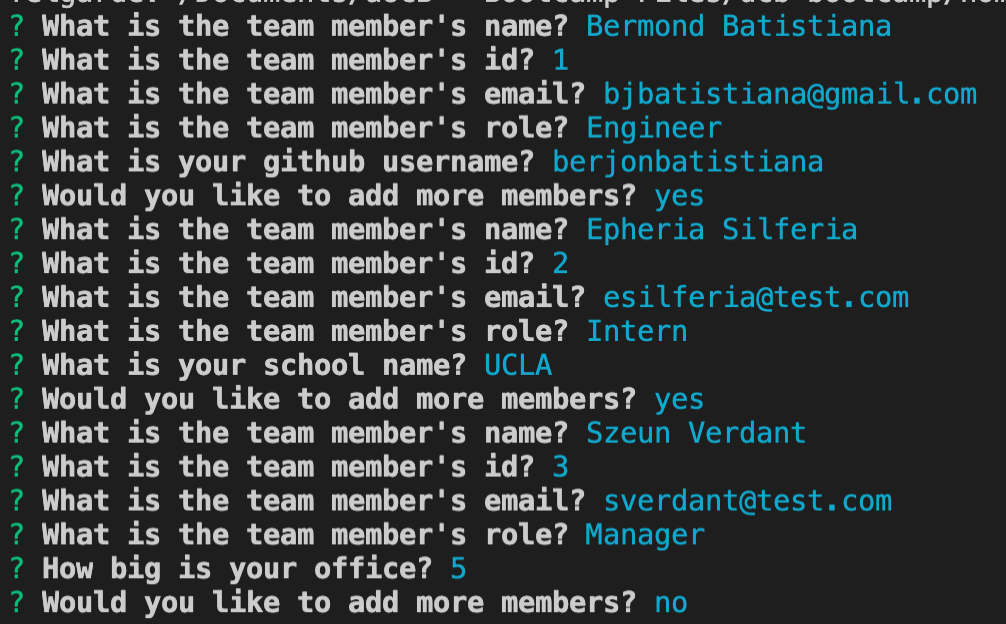 ? What is the team member's name? Bermond Batistiana
? What is the team member's id? 1
? What is the team member's email? bjbatistiana@gmail.com
? What is the team member's role? Engineer
? What is your github username? berjonbatistiana
? Would you like to add more members? yes
? What is the team member's name? Epheria Silferia
? What is the team member's id? 2
? What is the team member's email? esilferia@test.com
? What is the team member's role? Intern
? What is your school name? UCLA
? Would you like to add more members? yes
? What is the team member's name? Szeun Verdant
? What is the team member's id? 3
? What is the team member's email? sverdant@test.com
? What is the team member's role? Manager
? How big is your office? 5
? Would you like to add more members? no